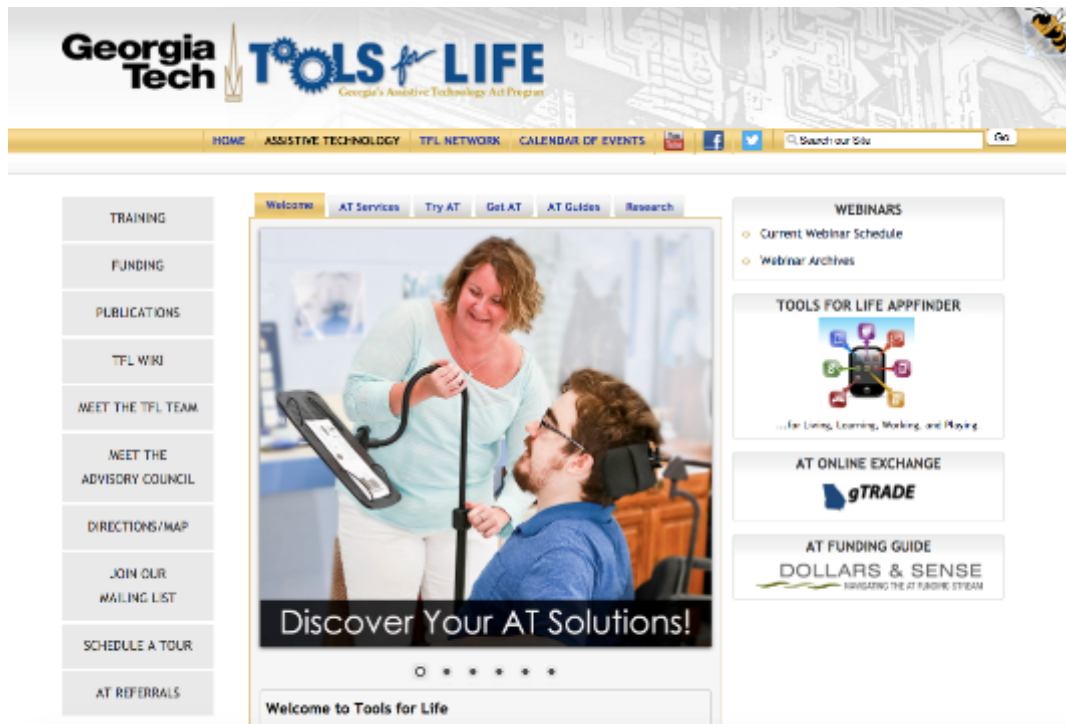 Georgia
Tech
TOOLS for LIFE
Georgia's Assistive Technology Act Program
HOME ASSISTIVE TECHNOLOGY TFL NETWORK CALENDAR OF EVENTS You Tube f Search our Site Go
TRAINING
FUNDING
PUBLICATIONS
TFL WIKI
MEET THE TFL TEAM
MEET THE
ADVISORY COUNCIL
DIRECTIONS/MAP
JOIN OUR
MAILING LIST
SCHEDULE A TOUR
AT REFERRALS
Welcome AT Services Try AT Get AT AT Guides Research
Discover Your AT Solutions!
Welcome to Tools for Life
WEBINARS
Current Webinar Schedule
Webinar Archives
TOOLS FOR LIFE APPFINDER
...for Living, Learning, Working, and Playing
AT ONLINE EXCHANGE
gTRADE
AT FUNDING GUIDE
DOLLARS & SENSE
NAVIGATING THE AT FUNDING STREAM